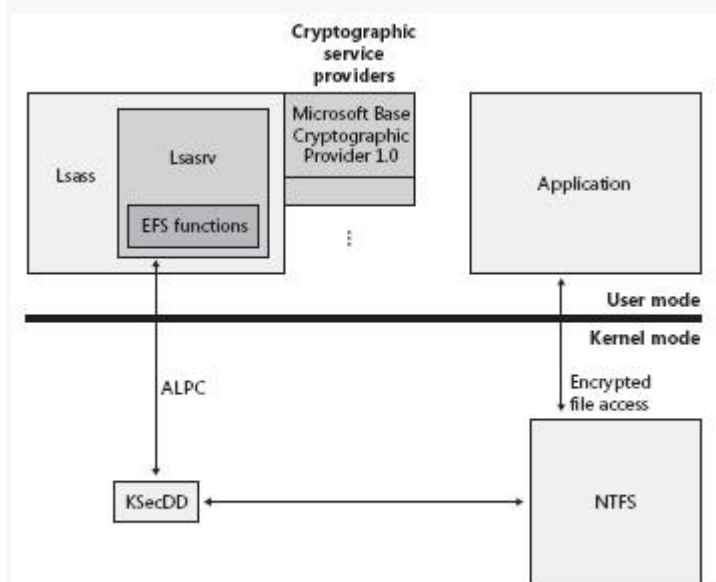 Cryptographic
service
providers
Microsoft Base
Cryptographic
Provider 1.0
Lsass
Lsasrv
EFS functions
Application
User mode
Kernel mode
ALPC
Encrypted
file access
KSecDD
NTFS